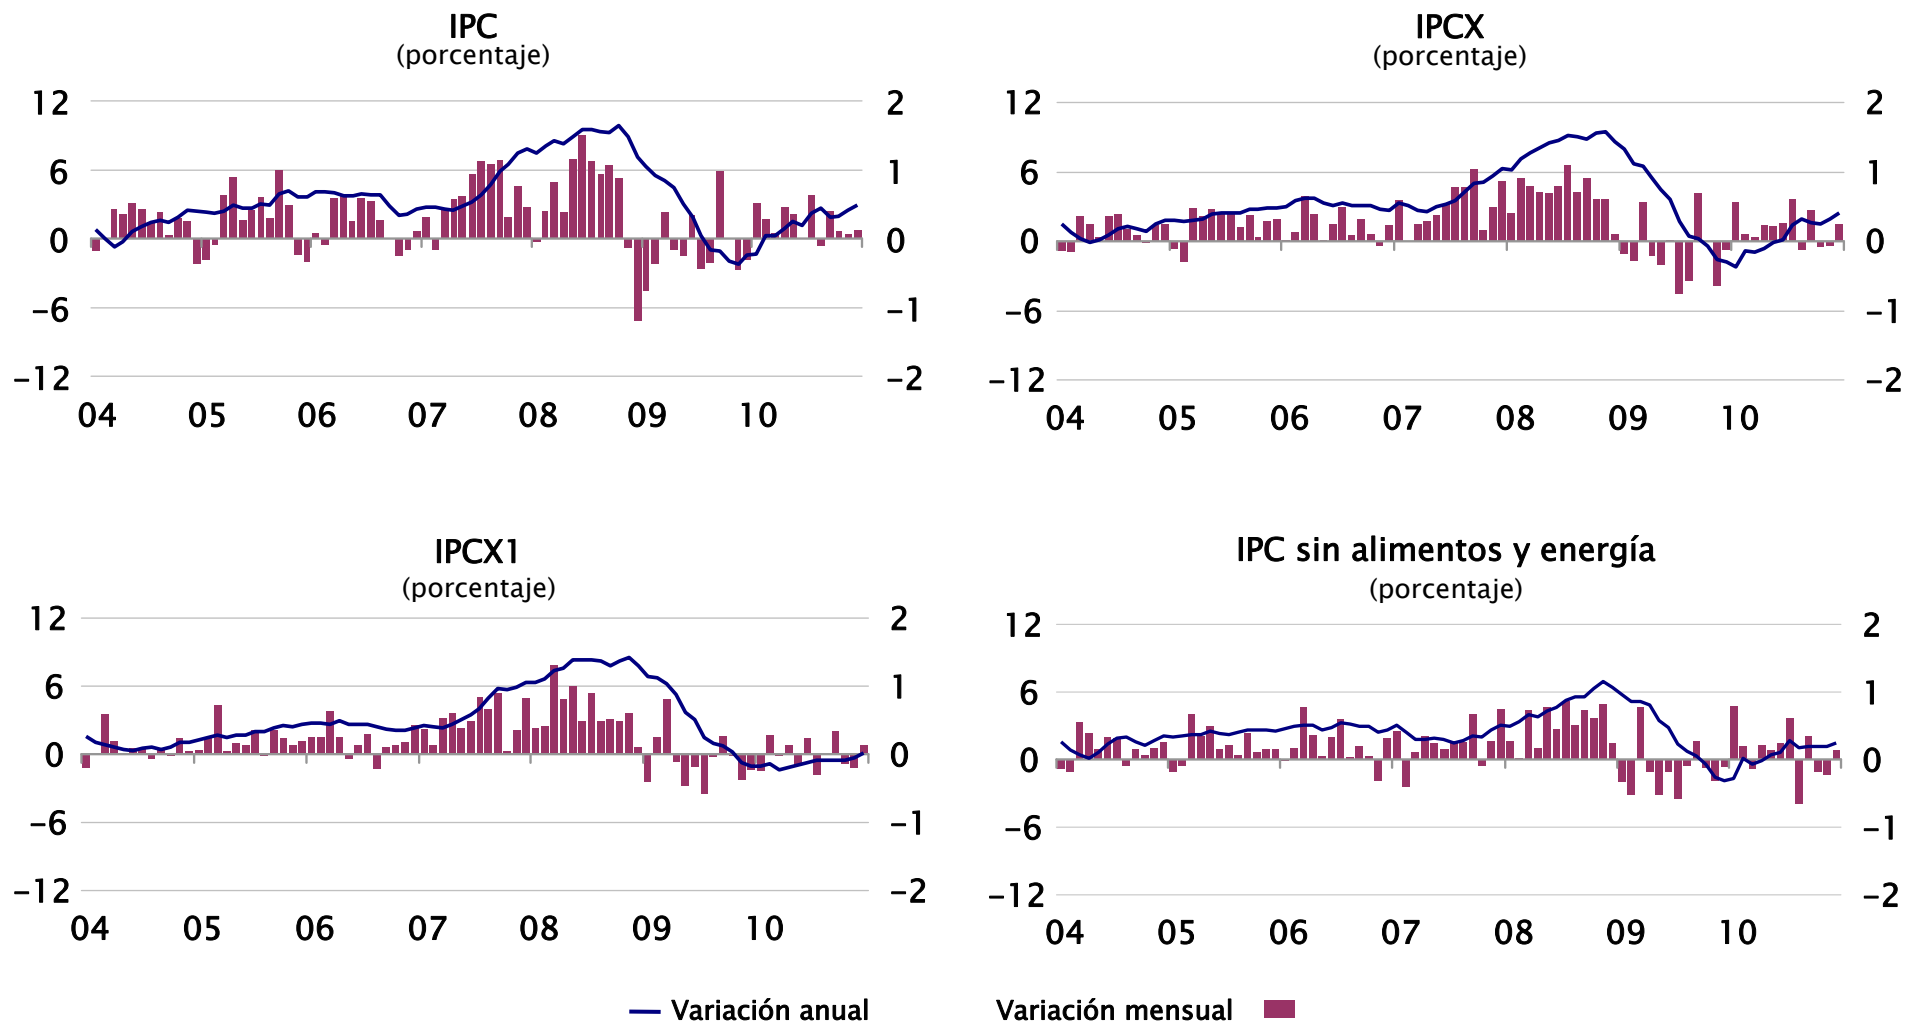 IPC
(porcentaje)
12 2
6 1
0 0
−6 −1
−12 −2
04 05 06 07 08 09 10
IPCX
(porcentaje)
12 2
6 1
0 0
−6 −1
−12 −2
04 05 06 07 08 09 10
IPCX1
(porcentaje)
12 2
6 1
0 0
−6 −1
−12 −2
04 05 06 07 08 09 10
IPC sin alimentos y energía
(porcentaje)
12 2
6 1
0 0
−6 −1
−12 −2
04 05 06 07 08 09 10
Variación anual Variación mensual